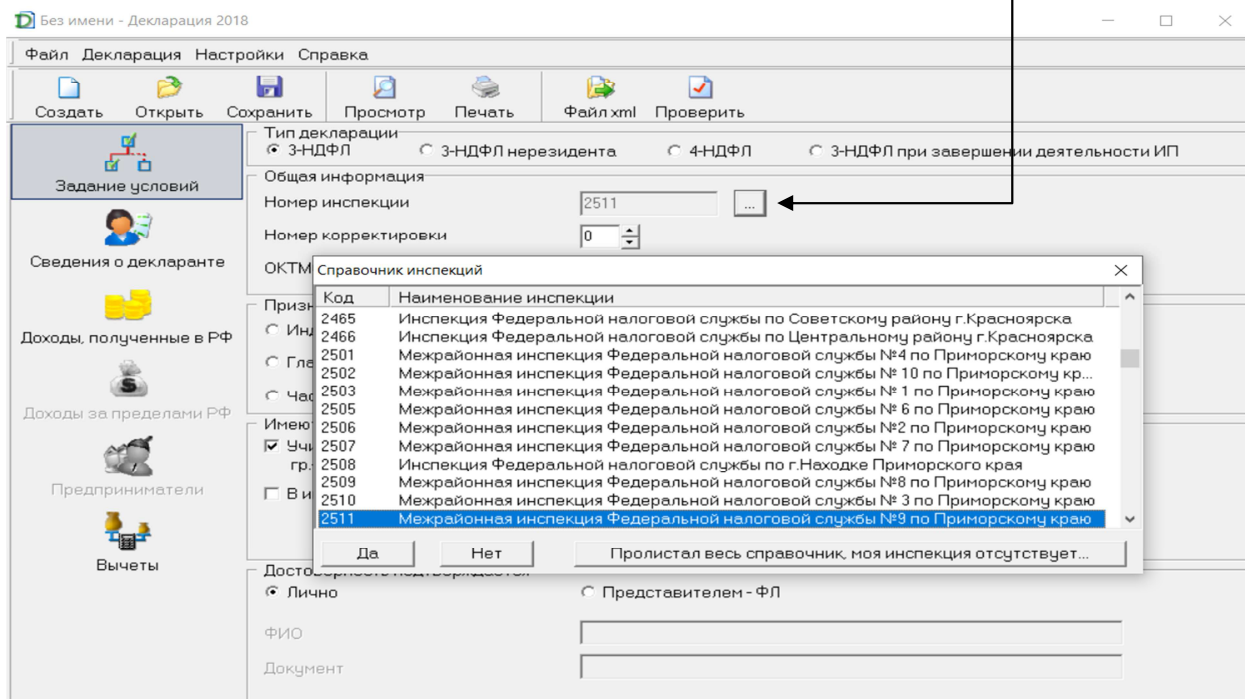 Без имени - Декларация 2018
Файл Декларация Настройки Справка
Создать Открыть Сохранить Просмотр Печать Файл xml Проверить
Задание условий
Сведения о декларанте
Доходы, полученные в РФ
Доходы за пределами РФ
Предприниматели
Вычеты
Тип декларации
3-НДФЛ 3-НДФЛ нерезидента 4-НДФЛ 3-НДФЛ при завершении деятельности ИП
Общая информация
Номер инспекции 2511 ...
Номер корректировки 0
ОКТМ
Призн
Инд
Гла
Час
Имею
Учи
гр.
В и
Справочник инспекций
Код Наименование инспекции
2465 Инспекция Федеральной налоговой службы по Советскому району г.Красноярска
2466 Инспекция Федеральной налоговой службы по Центральному району г.Красноярска
2501 Межрайонная инспекция Федеральной налоговой службы №4 по Приморскому краю
2502 Межрайонная инспекция Федеральной налоговой службы № 10 по Приморскому кр...
2503 Межрайонная инспекция Федеральной налоговой службы № 1 по Приморскому краю
2505 Межрайонная инспекция Федеральной налоговой службы № 6 по Приморскому краю
2506 Межрайонная инспекция Федеральной налоговой службы №2 по Приморскому краю
2507 Межрайонная инспекция Федеральной налоговой службы № 7 по Приморскому краю
2508 Инспекция Федеральной налоговой службы по г.Находке Приморского края
2509 Межрайонная инспекция Федеральной налоговой службы №8 по Приморскому краю
2510 Межрайонная инспекция Федеральной налоговой службы № 3 по Приморскому краю
2511 Межрайонная инспекция Федеральной налоговой службы №9 по Приморскому краю
Да Нет Пролистал весь справочник, моя инспекция отсутствует...
Достоверность подтверждается
Лично Представителем - ФЛ
ФИО
Документ